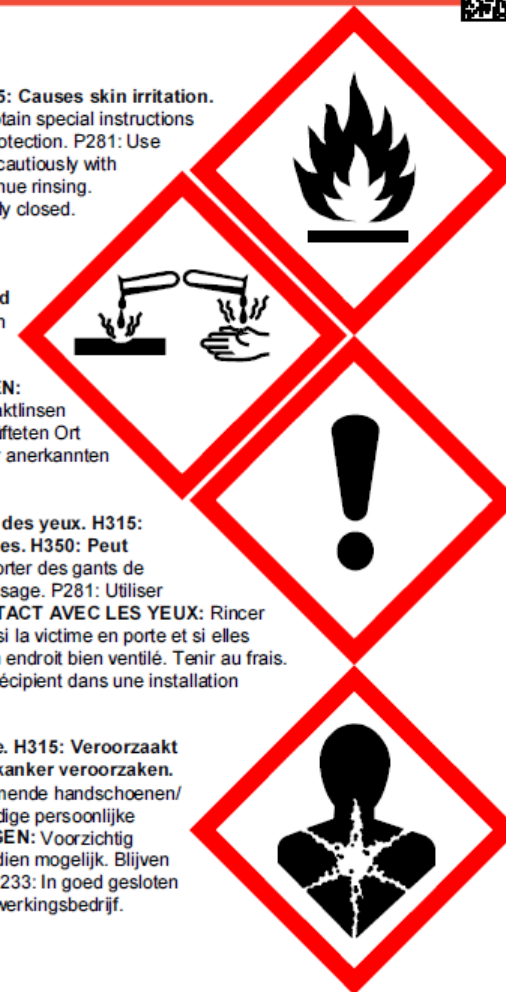 5: Causes skin irritation.
tain special instructions
otection. P281: Use
cautiously with
nue rinsing.
ly closed.
d
n
EN:
aktlinsen
üfteten Ort
r anerkannten
des yeux. H315:
es. H350: Peut
orter des gants de
sage. P281: Utiliser
TACT AVEC LES YEUX: Rincer
si la victime en porte et si elles
n endroit bien ventilé. Tenir au frais.
écipient dans une installation
e. H315: Veroorzaakt
kanker veroorzaken.
mende handschoenen/
dige persoonlijke
GEN: Voorzichtig
dien mogelijk. Blijven
233: In goed gesloten
werkingsbedrijf.